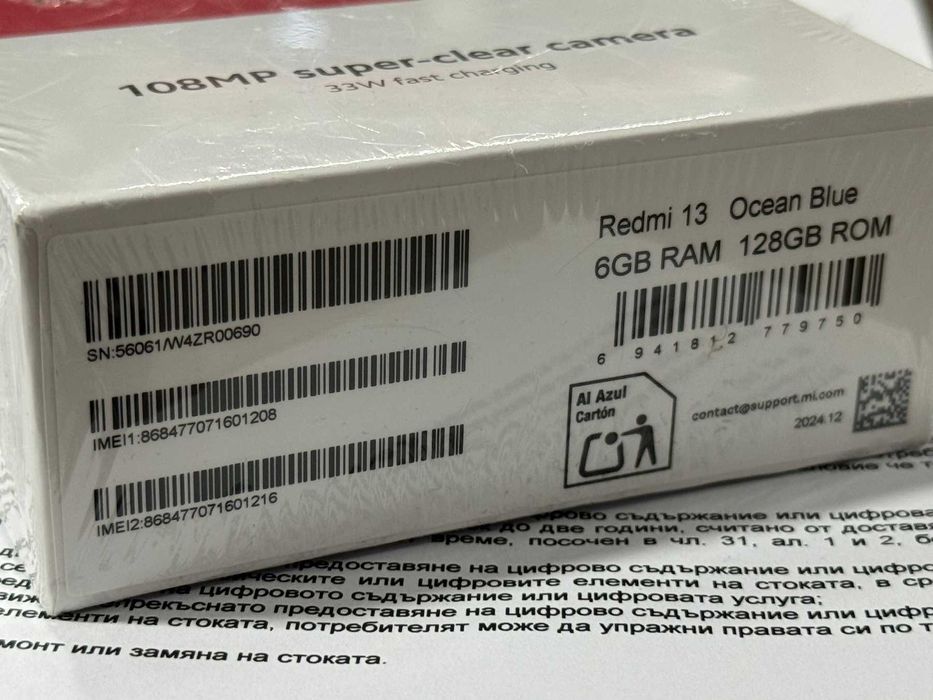 108MP super-clear camera
33W fast charging
Redmi 13 Ocean Blue
6GB RAM 128GB ROM
SN:56061/W4ZR00690
6 941812 779750
IMEI1:868477071601208
Al Azul
Cartón
contact@support.mi.com
2024.12
IMEI2:868477071601216
съдържание или цифрова
до две години, считано от достав
време, посочен в чл. 31, ал. 1 и 2, б
предоставяне на цифрово съдържание или цифро
или цифровите елементи на стоката, в ср
цифровото съдържание или цифровата услуга;
предоставяне на цифрово съдържание или цифр
на стоката, потребителят може да упражни правата си по т
монт или замяна на стоката.